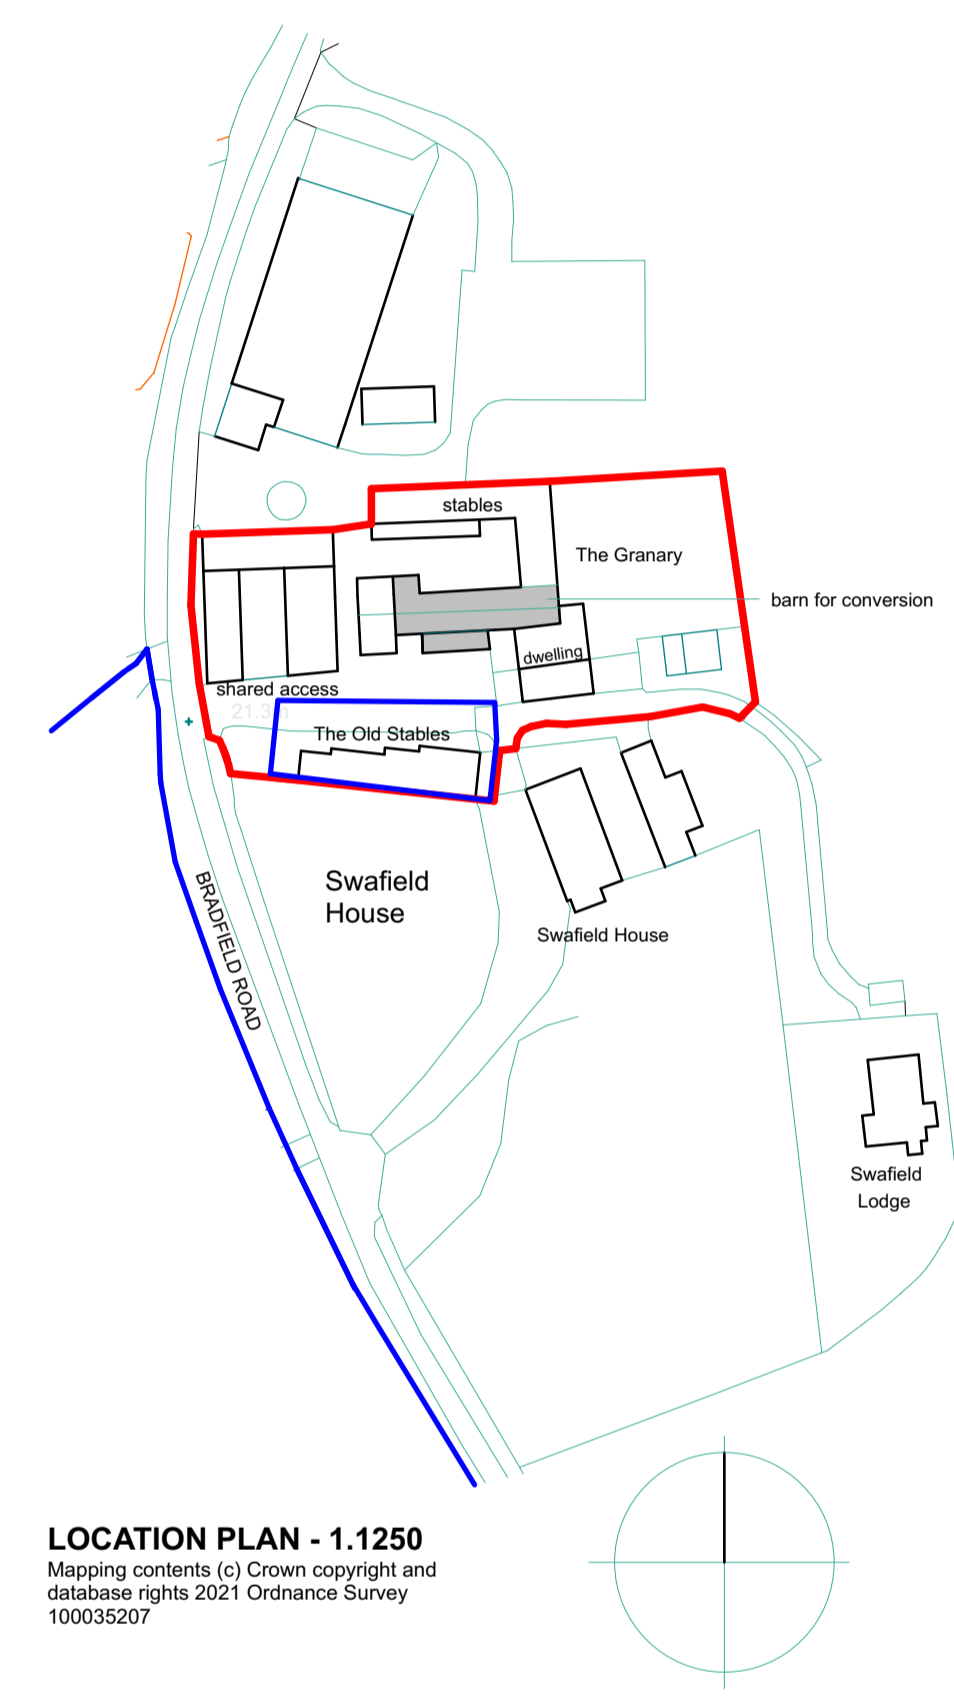 stables
The Granary
barn for conversion
dwelling
shared access
The Old Stables
Swafield
House
Swafield House
BRADFIELD ROAD
Swafield
Lodge
LOCATION PLAN - 1.1250
Mapping contents (c) Crown copyright and
database rights 2021 Ordnance Survey
100035207